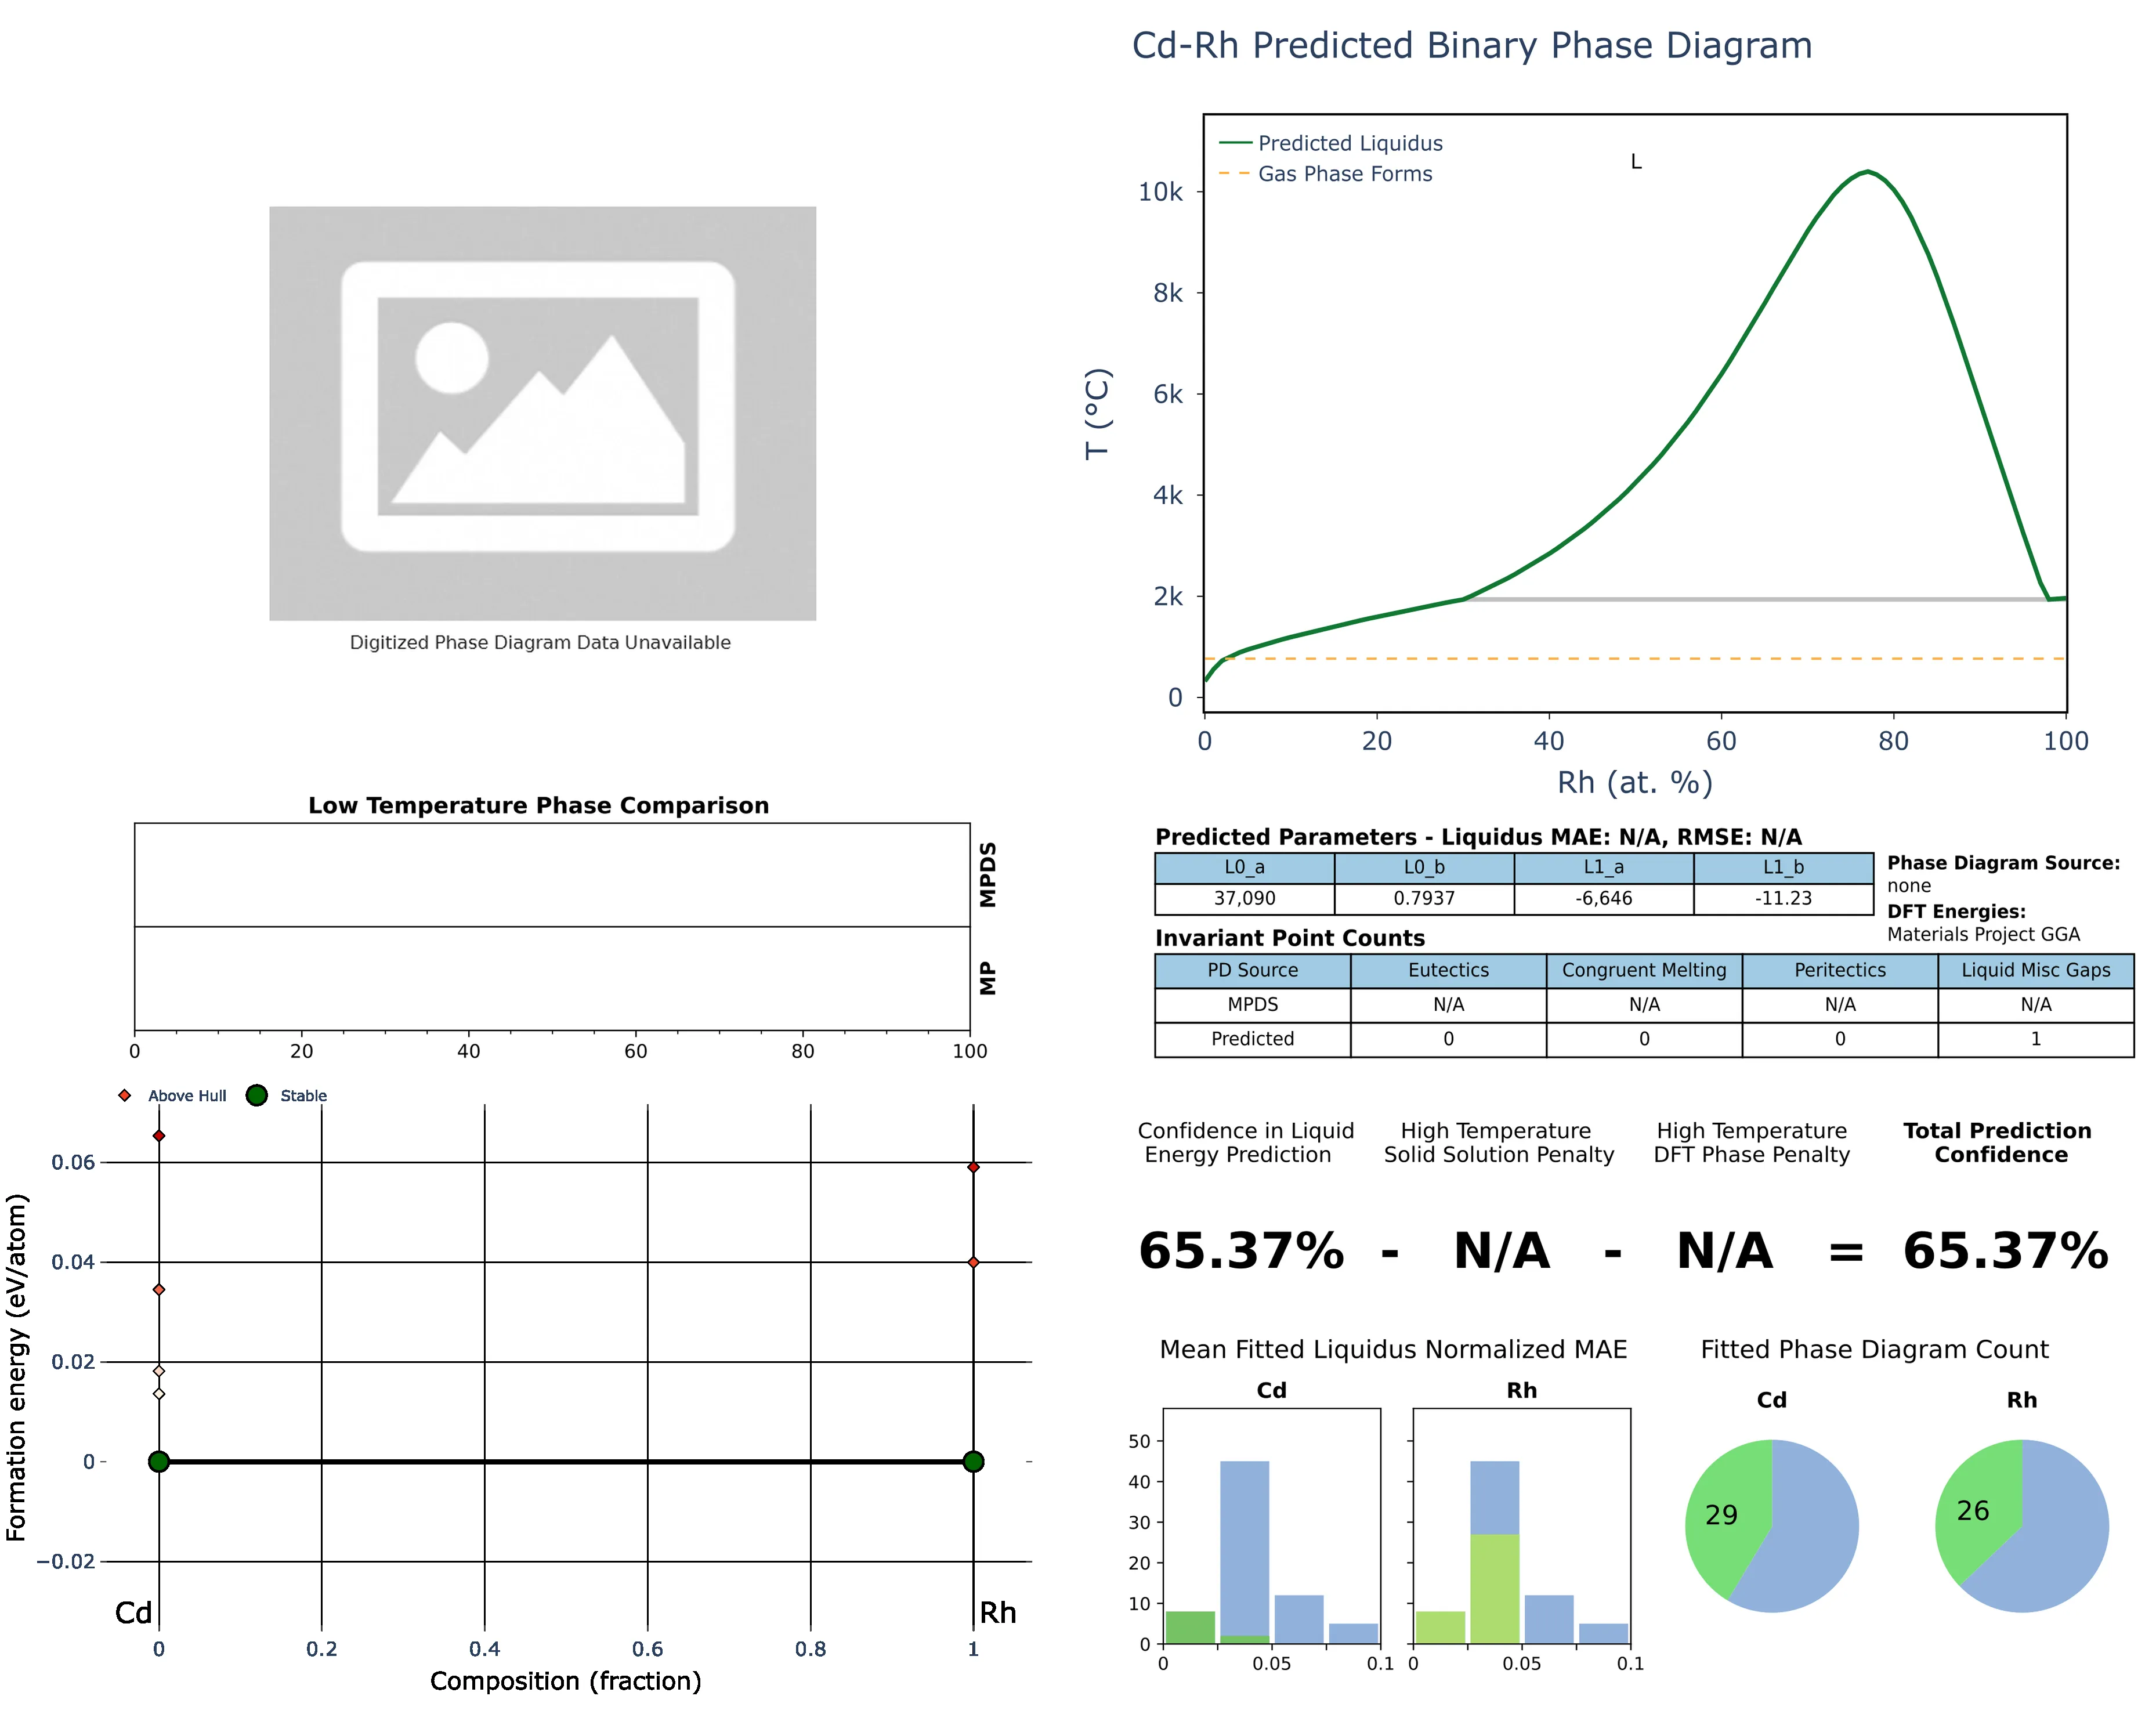 Cd-Rh Predicted Binary Phase Diagram
Predicted Liquidus
Gas Phase Forms
L
10k
8k
6k
4k
2k
0
T (°C)
0 20 40 60 80 100
Rh (at. %)
Digitized Phase Diagram Data Unavailable
Low Temperature Phase Comparison
MPDS
MP
0 20 40 60 80 100
Predicted Parameters - Liquidus MAE: N/A, RMSE: N/A
L0_a L0_b L1_a L1_b
37,090 0.7937 -6,646 -11.23
Phase Diagram Source:
none
DFT Energies:
Materials Project GGA
Invariant Point Counts
PD Source Eutectics Congruent Melting Peritectics Liquid Misc Gaps
MPDS N/A N/A N/A N/A
Predicted 0 0 0 1
Above Hull Stable
0.06
0.04
0.02
0
−0.02
Formation energy (eV/atom)
Cd Rh
0 0.2 0.4 0.6 0.8 1
Composition (fraction)
Confidence in Liquid
Energy Prediction
High Temperature
Solid Solution Penalty
High Temperature
DFT Phase Penalty
Total Prediction
Confidence
65.37% - N/A - N/A = 65.37%
Mean Fitted Liquidus Normalized MAE
Cd Rh
50
40
30
20
10
0
0 0.05 0.1 0 0.05 0.1
Fitted Phase Diagram Count
Cd Rh
29 26